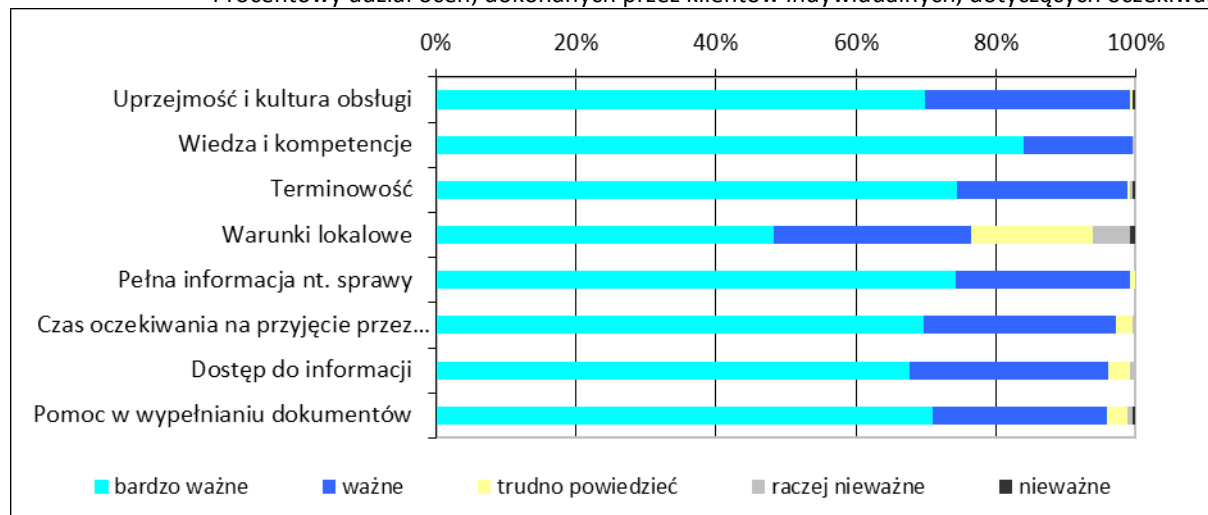 0% 20% 40% 60% 80% 100%
Uprzejmość i kultura obsługi
Wiedza i kompetencje
Terminowość
Warunki lokalowe
Pełna informacja nt. sprawy
Czas oczekiwania na przyjęcie przez...
Dostęp do informacji
Pomoc w wypełnianiu dokumentów
bardzo ważne ważne trudno powiedzieć raczej nieważne nieważne